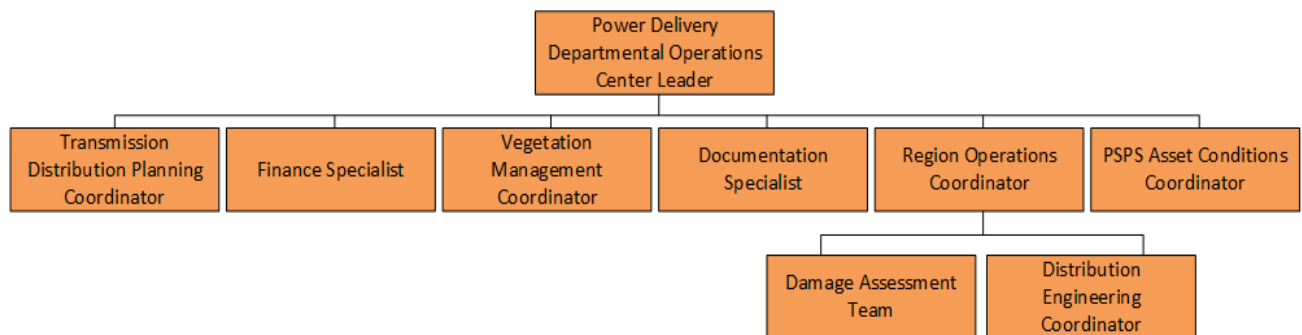 Power Delivery
Departmental Operations
Center Leader
Transmission
Distribution Planning
Coordinator
Finance Specialist
Vegetation
Management
Coordinator
Documentation
Specialist
Region Operations
Coordinator
PSPS Asset Conditions
Coordinator
Damage Assessment
Team
Distribution
Engineering
Coordinator